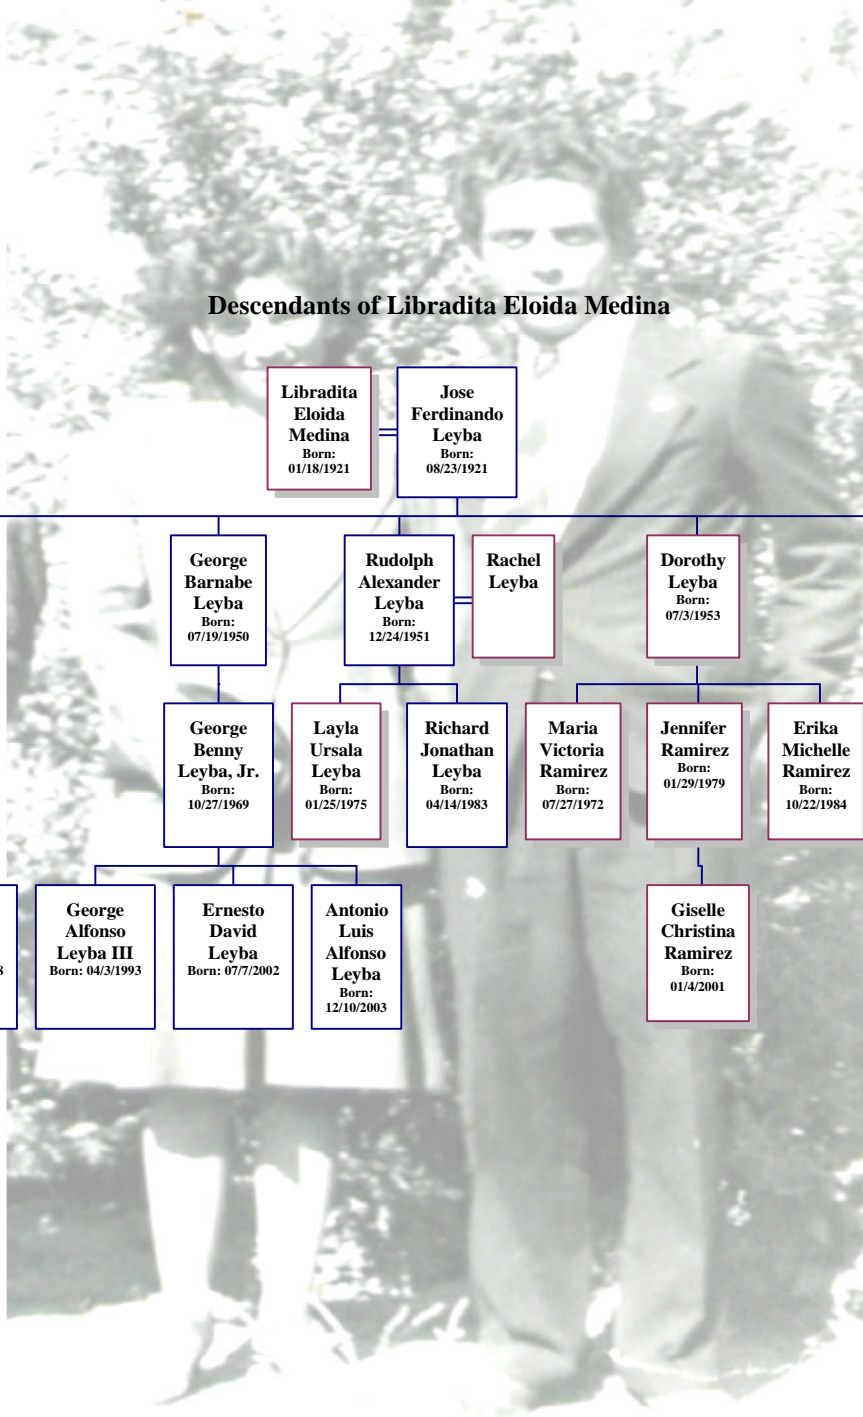 Descendants of Libradita Eloida Medina
Libradita
Eloida
Medina
Born:
01/18/1921
Jose
Ferdinando
Leyba
Born:
08/23/1921
George
Barnabe
Leyba
Born:
07/19/1950
Rudolph
Alexander
Leyba
Born:
12/24/1951
Rachel
Leyba
Dorothy
Leyba
Born:
07/3/1953
George
Benny
Leyba, Jr.
Born:
10/27/1969
Layla
Ursala
Leyba
Born:
01/25/1975
Richard
Jonathan
Leyba
Born:
04/14/1983
Maria
Victoria
Ramirez
Born:
07/27/1972
Jennifer
Ramirez
Born:
01/29/1979
Erika
Michelle
Ramirez
Born:
10/22/1984
8
George
Alfonso
Leyba III
Born: 04/3/1993
Ernesto
David
Leyba
Born: 07/7/2002
Antonio
Luis
Alfonso
Leyba
Born:
12/10/2003
Giselle
Christina
Ramirez
Born:
01/4/2001